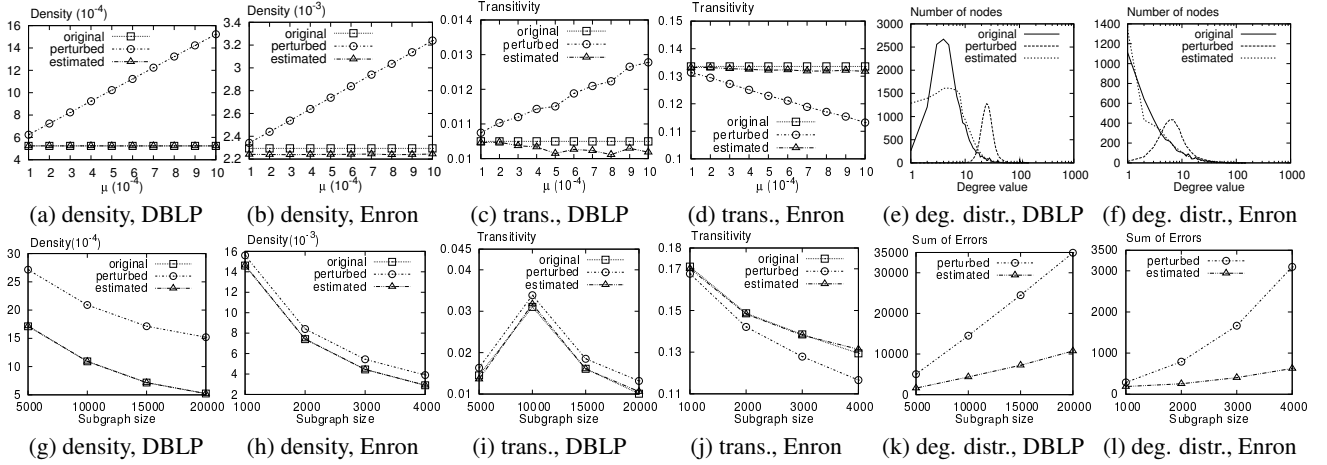 Density (10-4)
16
14
12
10
8
6
4
original
perturbed
estimated
1 2 3 4 5 6 7 8 9 10
μ (10-4)
(a) density, DBLP
Density (10-3)
3.4
3.2
3.0
2.8
2.6
2.4
2.2
original
perturbed
estimated
1 2 3 4 5 6 7 8 9 10
μ (10-4)
(b) density, Enron
Transitivity
0.014
0.013
0.012
0.011
0.01
original
perturbed
estimated
1 2 3 4 5 6 7 8 9 10
μ (10-4)
(c) trans., DBLP
Transitivity
0.15
0.14
0.13
0.12
0.11
0.1
original
perturbed
estimated
1 2 3 4 5 6 7 8 9 10
μ (10-4)
(d) trans., Enron
Number of nodes
3000
2500
2000
1500
1000
500
0
original
perturbed
estimated
1 10 100 1000
Degree value
(e) deg. distr., DBLP
Number of nodes
1400
1200
1000
800
600
400
200
0
original
perturbed
estimated
1 10 100 1000
Degree value
(f) deg. distr., Enron
Density(10-4)
30
25
20
15
10
5
original
perturbed
estimated
5000 10000 15000 20000
Subgraph size
(g) density, DBLP
Density(10-3)
16
14
12
10
8
6
4
2
original
perturbed
estimated
1000 2000 3000 4000
Subgraph size
(h) density, Enron
Transitivity
0.045
0.04
0.03
0.02
0.01
original
perturbed
estimated
5000 10000 15000 20000
Subgraph size
(i) trans., DBLP
Transitivity
0.18
0.17
0.15
0.13
0.11
original
perturbed
estimated
1000 2000 3000 4000
Subgraph size
(j) trans., Enron
Sum of Errors
35000
30000
20000
10000
0
perturbed
estimated
5000 10000 15000 20000
Subgraph size
(k) deg. distr., DBLP
Sum of Errors
3500
3000
2000
1000
0
perturbed
estimated
1000 2000 3000 4000
Subgraph size
(l) deg. distr., Enron